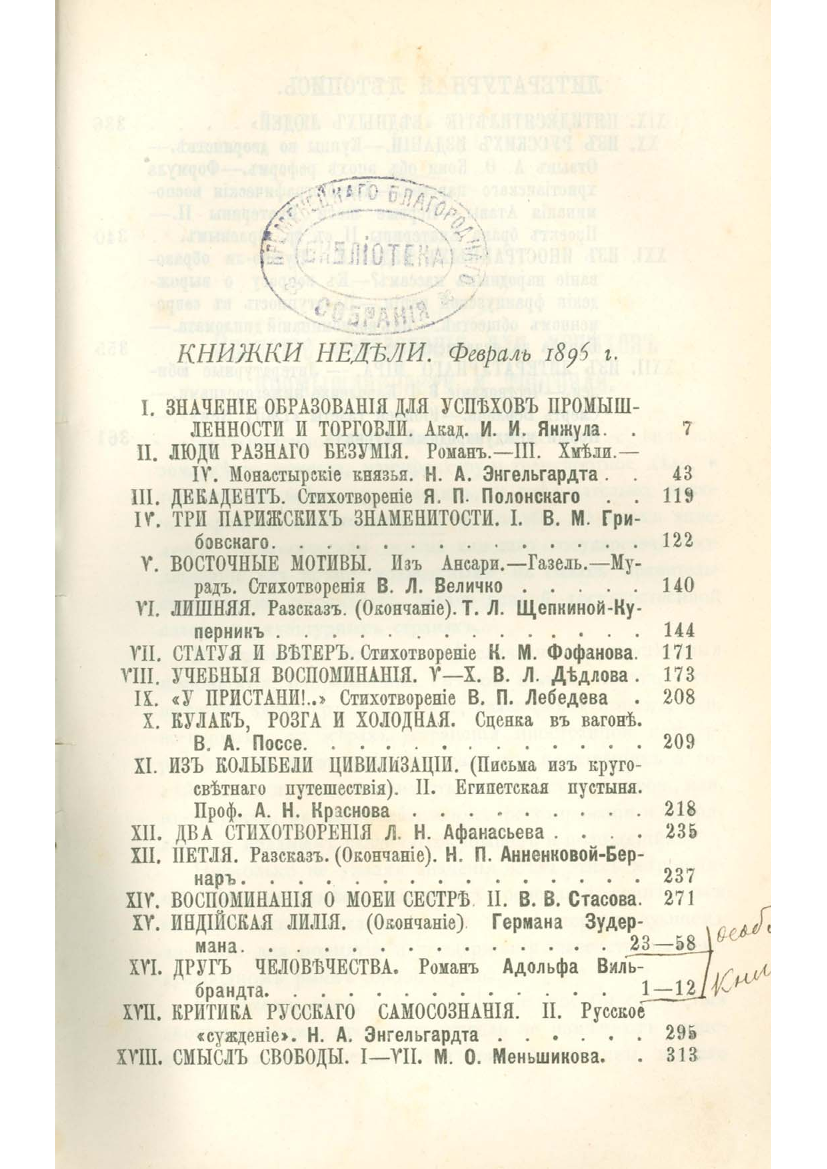 КРЕМЕНЕЦКАГО БЛАГОРОДНАГО
(БИБЛІОТЕКА)
СОБРАНІЯ
КНИЖКИ НЕДѢЛИ. Февраль 1896 г.
I. ЗНАЧЕНІЕ ОБРАЗОВАНІЯ ДЛЯ УСПѢХОВЪ ПРОМЫШ-
ЛЕННОСТИ И ТОРГОВЛИ. Акад. И. И. Янжула. . 7
II. ЛЮДИ РАЗНАГО БЕЗУМІЯ. Романъ.—III. Хмѣли.—
IV. Монастырскіе князья. Н. А. Энгельгардта . . 43
III. ДЕКАДЕНТЪ. Стихотвореніе Я. П. Полонскаго . . 119
IV. ТРИ ПАРИЖСКИХЪ ЗНАМЕНИТОСТИ. I. В. М. Гри-
бовскаго. . . . . . . . . . . . . . . 122
V. ВОСТОЧНЫЕ МОТИВЫ. Изъ Ансари.—Газель.—Му-
радъ. Стихотворенія В. Л. Величко . . . . . 140
VI. ЛИШНЯЯ. Разсказъ. (Окончаніе). Т. Л. Щепкиной-Ку-
перникъ . . . . . . . . . . . . . . . 144
VII. СТАТУЯ И ВѢТЕРЪ. Стихотвореніе К. М. Фофанова. 171
VIII. УЧЕБНЫЯ ВОСПОМИНАНІЯ. V—X. В. Л. Дѣдлова . 173
IX. «У ПРИСТАНИ!..» Стихотвореніе В. П. Лебедева . 208
X. КУЛАКЪ, РОЗГА И ХОЛОДНАЯ. Сценка въ вагонѣ.
В. А. Поссе. . . . . . . . . . . . . . 209
XI. ИЗЪ КОЛЫБЕЛИ ЦИВИЛИЗАЦІИ. (Письма изъ круго-
свѣтнаго путешествія). II. Египетская пустыня.
Проф. А. Н. Краснова . . . . . . . . . 218
XII. ДВА СТИХОТВОРЕНІЯ Л. Н. Афанасьева . . . . 235
XII. ПЕТЛЯ. Разсказъ. (Окончаніе). Н. П. Анненковой-Бер-
наръ. . . . . . . . . . . . . . . . . 237
XIV. ВОСПОМИНАНІЯ О МОЕЙ СЕСТРѢ. II. В. В. Стасова. 271
XV. ИНДІЙСКАЯ ЛИЛІЯ. (Окончаніе) Германа Зудер-
мана. . . . . . . . . . . . . . . 23—58
XVI. ДРУГЪ ЧЕЛОВѢЧЕСТВА. Романъ Адольфа Виль-
брандта. . . . . . . . . . . . . . 1—12
XVII. КРИТИКА РУССКАГО САМОСОЗНАНІЯ. II. Русское
«сужденіе». Н. А. Энгельгардта . . . . . . 295
XVIII. СМЫСЛЪ СВОБОДЫ. I—VII. М. О. Меньшикова. . 313